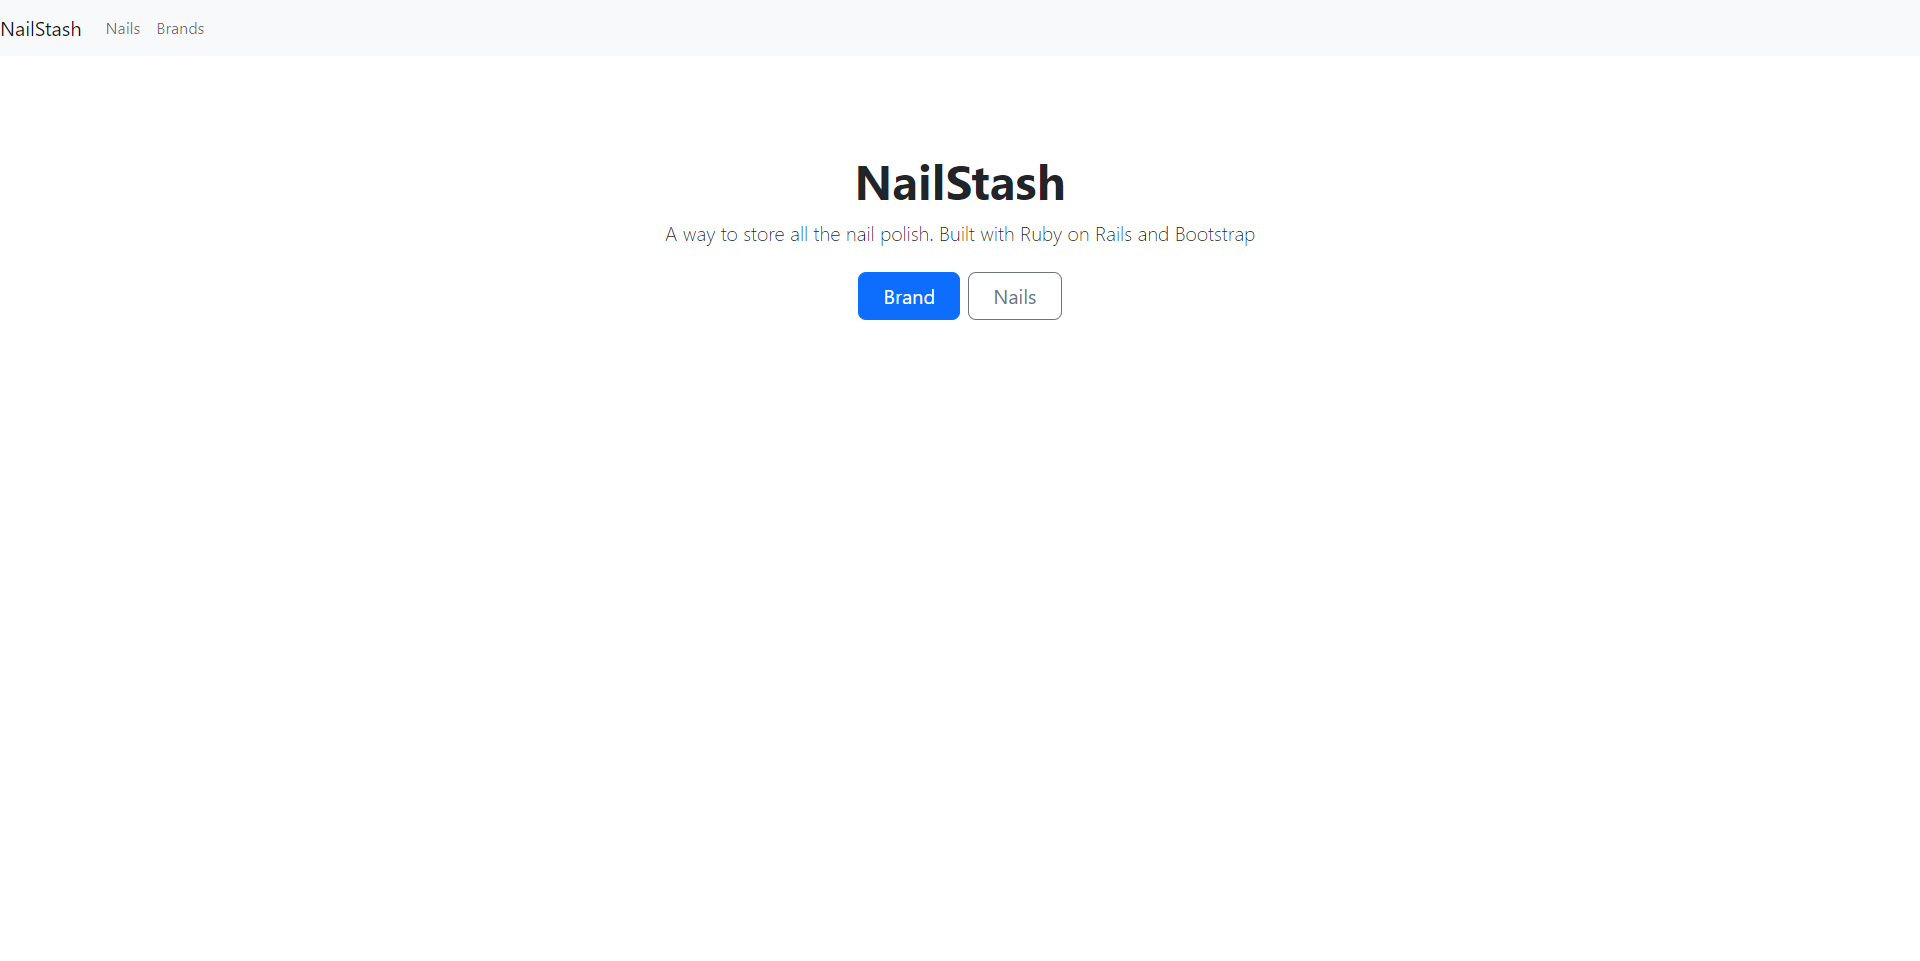 NailStash Nails Brands
NailStash
A way to store all the nail polish. Built with Ruby on Rails and Bootstrap
Brand Nails